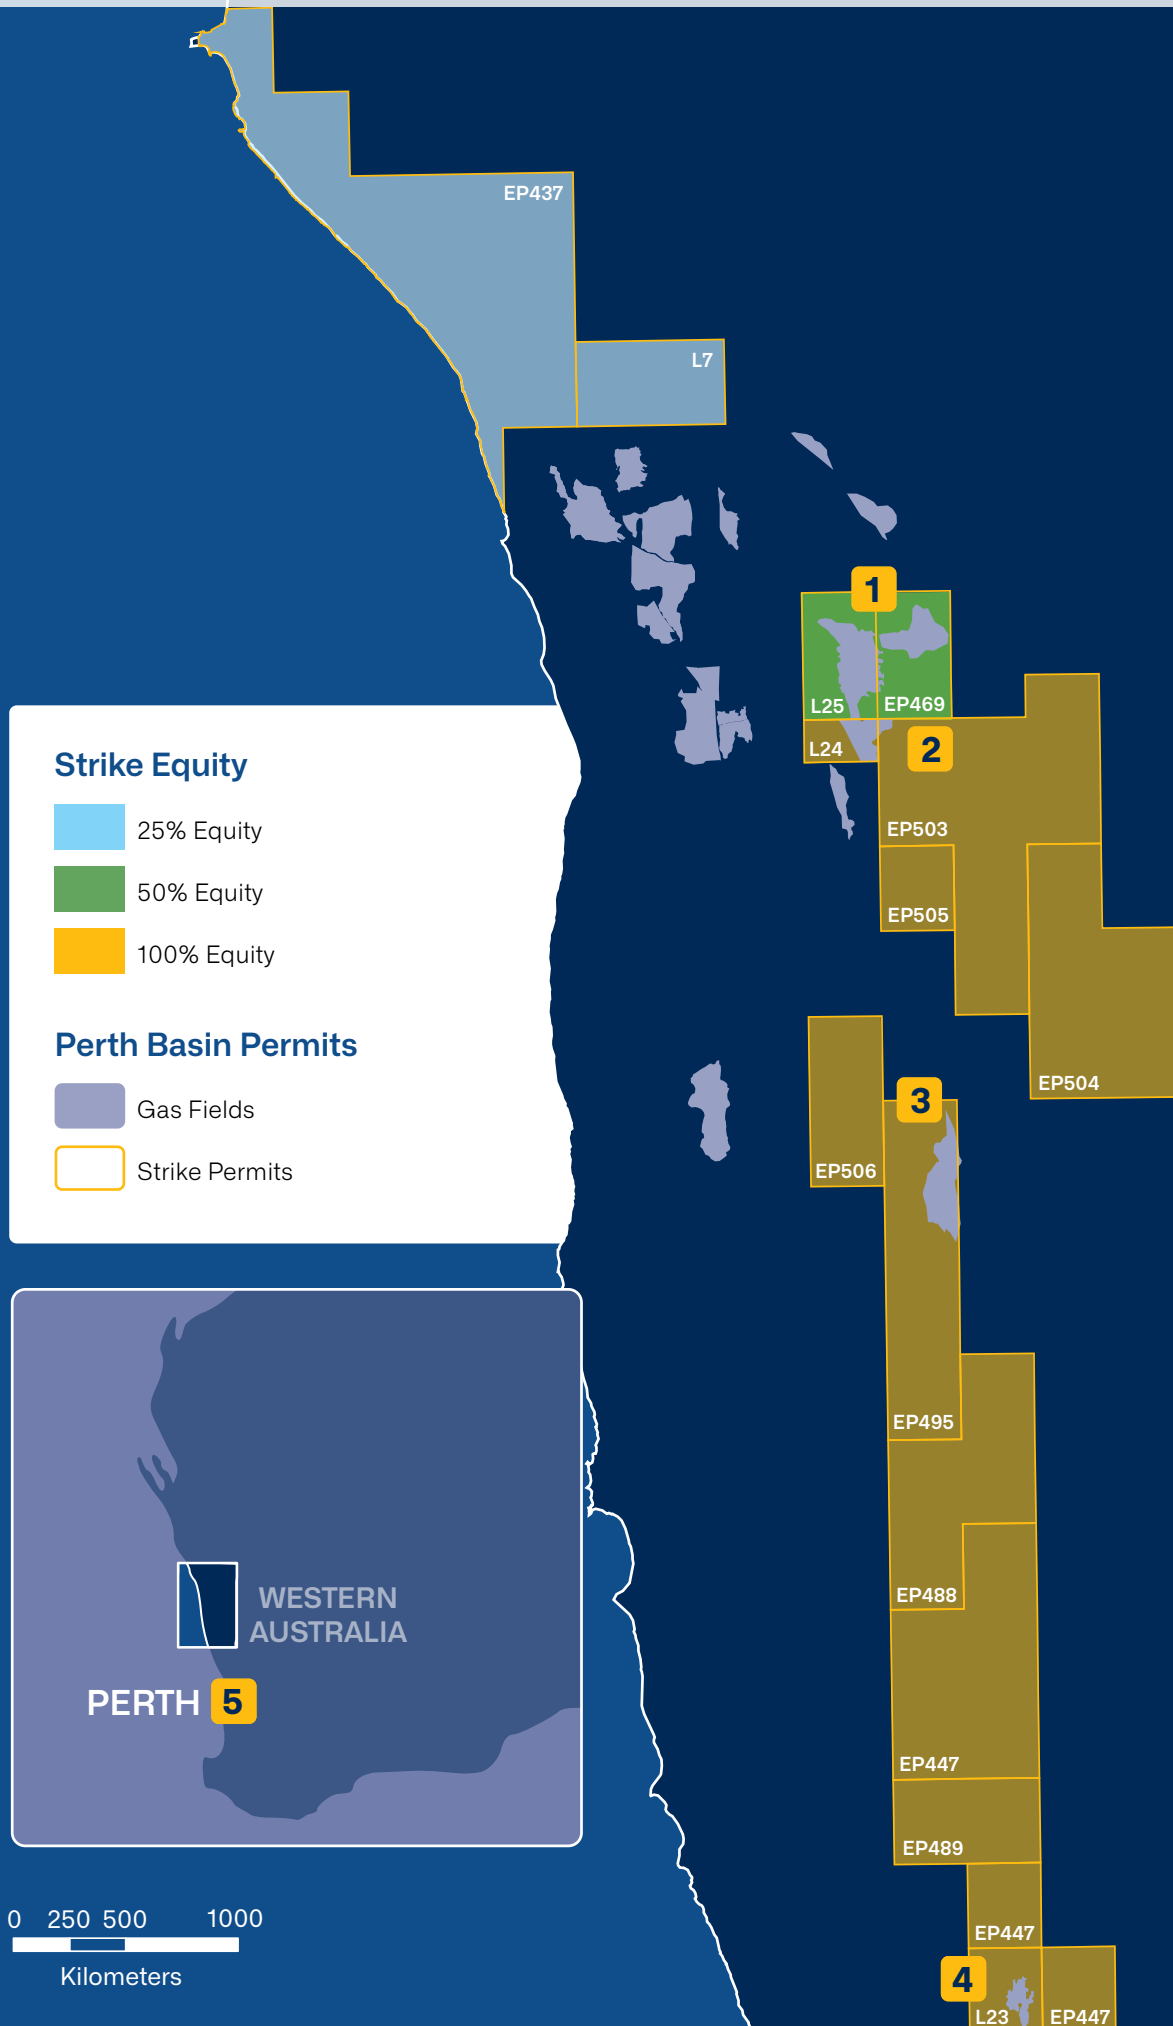 EP437
L7
1
L25
EP469
L24
2
EP503
EP505
EP504
Strike Equity
25% Equity
50% Equity
100% Equity
Perth Basin Permits
Gas Fields
Strike Permits
3
EP506
EP495
EP488
EP447
EP489
EP447
4
L23
EP447
WESTERN
AUSTRALIA
PERTH 5
0 250 500 1000
Kilometers